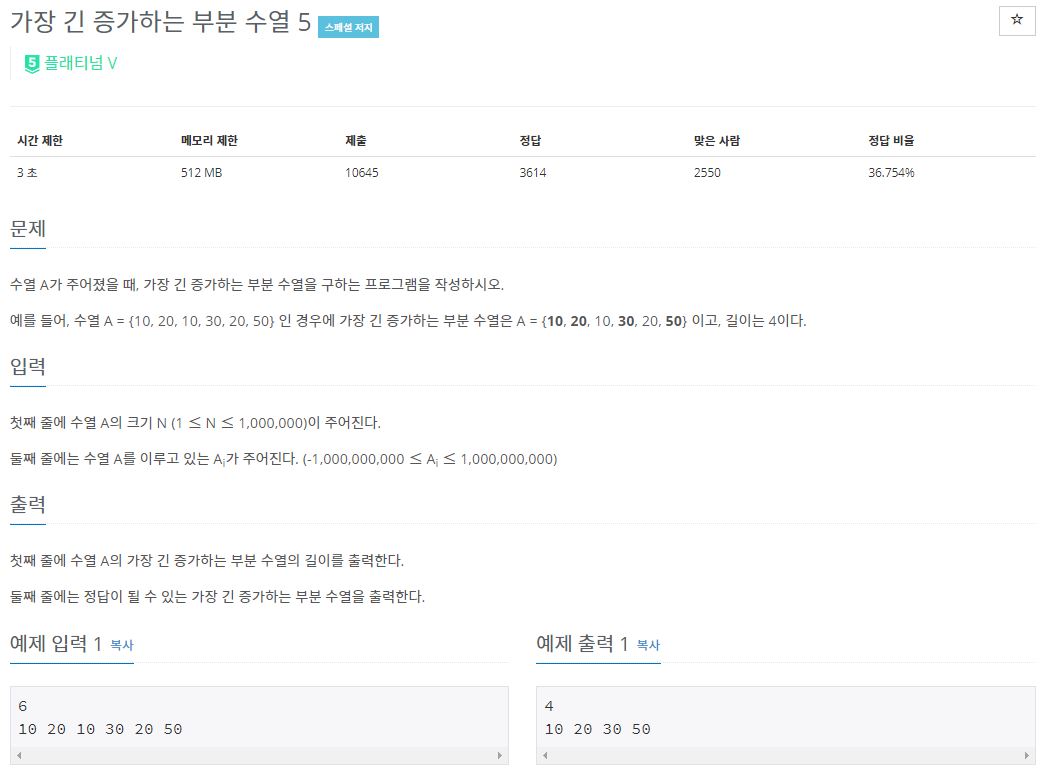 가장 긴 증가하는 부분 수열 5 스페셜 저지
☆
5 플래티넘 V
시간 제한 메모리 제한 제출 정답 맞은 사람 정답 비율
3 초 512 MB 10645 3614 2550 36.754%
문제
수열 A가 주어졌을 때, 가장 긴 증가하는 부분 수열을 구하는 프로그램을 작성하시오.
예를 들어, 수열 A = {10, 20, 10, 30, 20, 50} 인 경우에 가장 긴 증가하는 부분 수열은 A = {10, 20, 10, 30, 20, 50} 이고, 길이는 4이다.
입력
첫째 줄에 수열 A의 크기 N (1 ≤ N ≤ 1,000,000)이 주어진다.
둘째 줄에는 수열 A를 이루고 있는 Ai가 주어진다. (-1,000,000,000 ≤ Ai ≤ 1,000,000,000)
출력
첫째 줄에 수열 A의 가장 긴 증가하는 부분 수열의 길이를 출력한다.
둘째 줄에는 정답이 될 수 있는 가장 긴 증가하는 부분 수열을 출력한다.
예제 입력 1 복사
6
10 20 10 30 20 50
예제 출력 1 복사
4
10 20 30 50